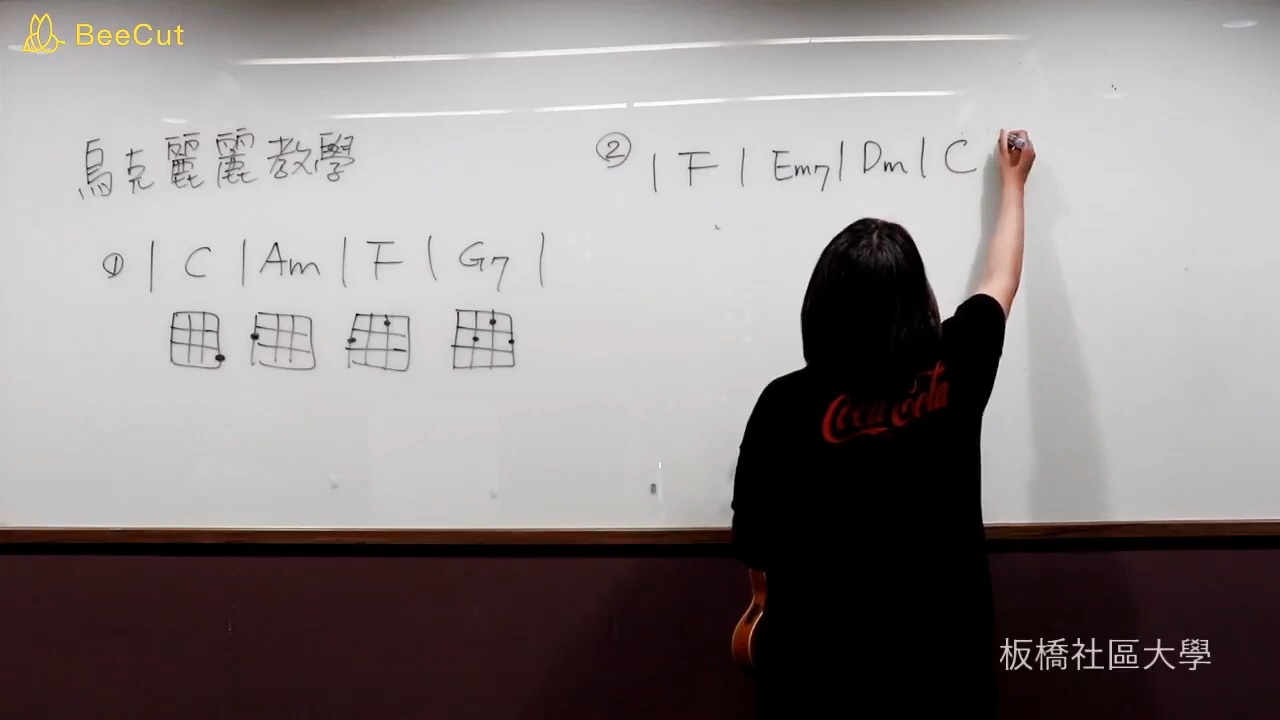 BeeCut
烏克麗麗教學
① | C | Am | F | G7 |
② | F | Em7 | Dm | C
Coca Cola
板橋社區大學